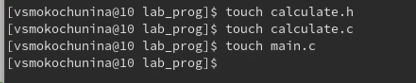 [vsmokochunina@10 lab_prog]$ touch calculate.h
[vsmokochunina@10 lab_prog]$ touch calculate.c
[vsmokochunina@10 lab_prog]$ touch main.c
[vsmokochunina@10 lab_prog]$